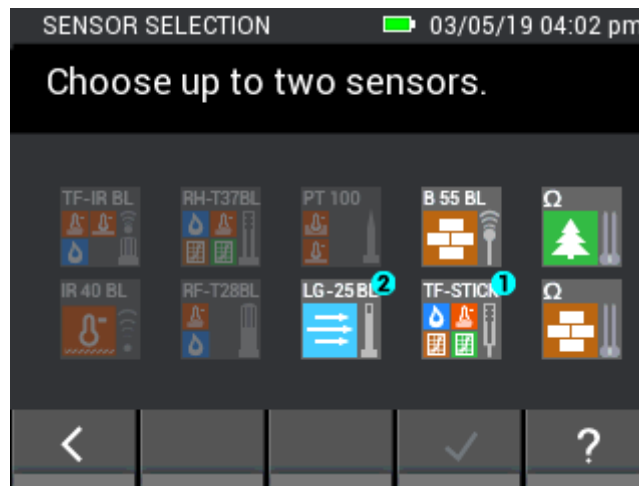 SENSOR SELECTION 03/05/19 04:02 pm
Choose up to two sensors.
TF-IR BL RH-T37BL PT 100 B 55 BL Ω
IR 40 BL RF-T28BL LG-25 BL 2 TF-STICK 1 Ω
?